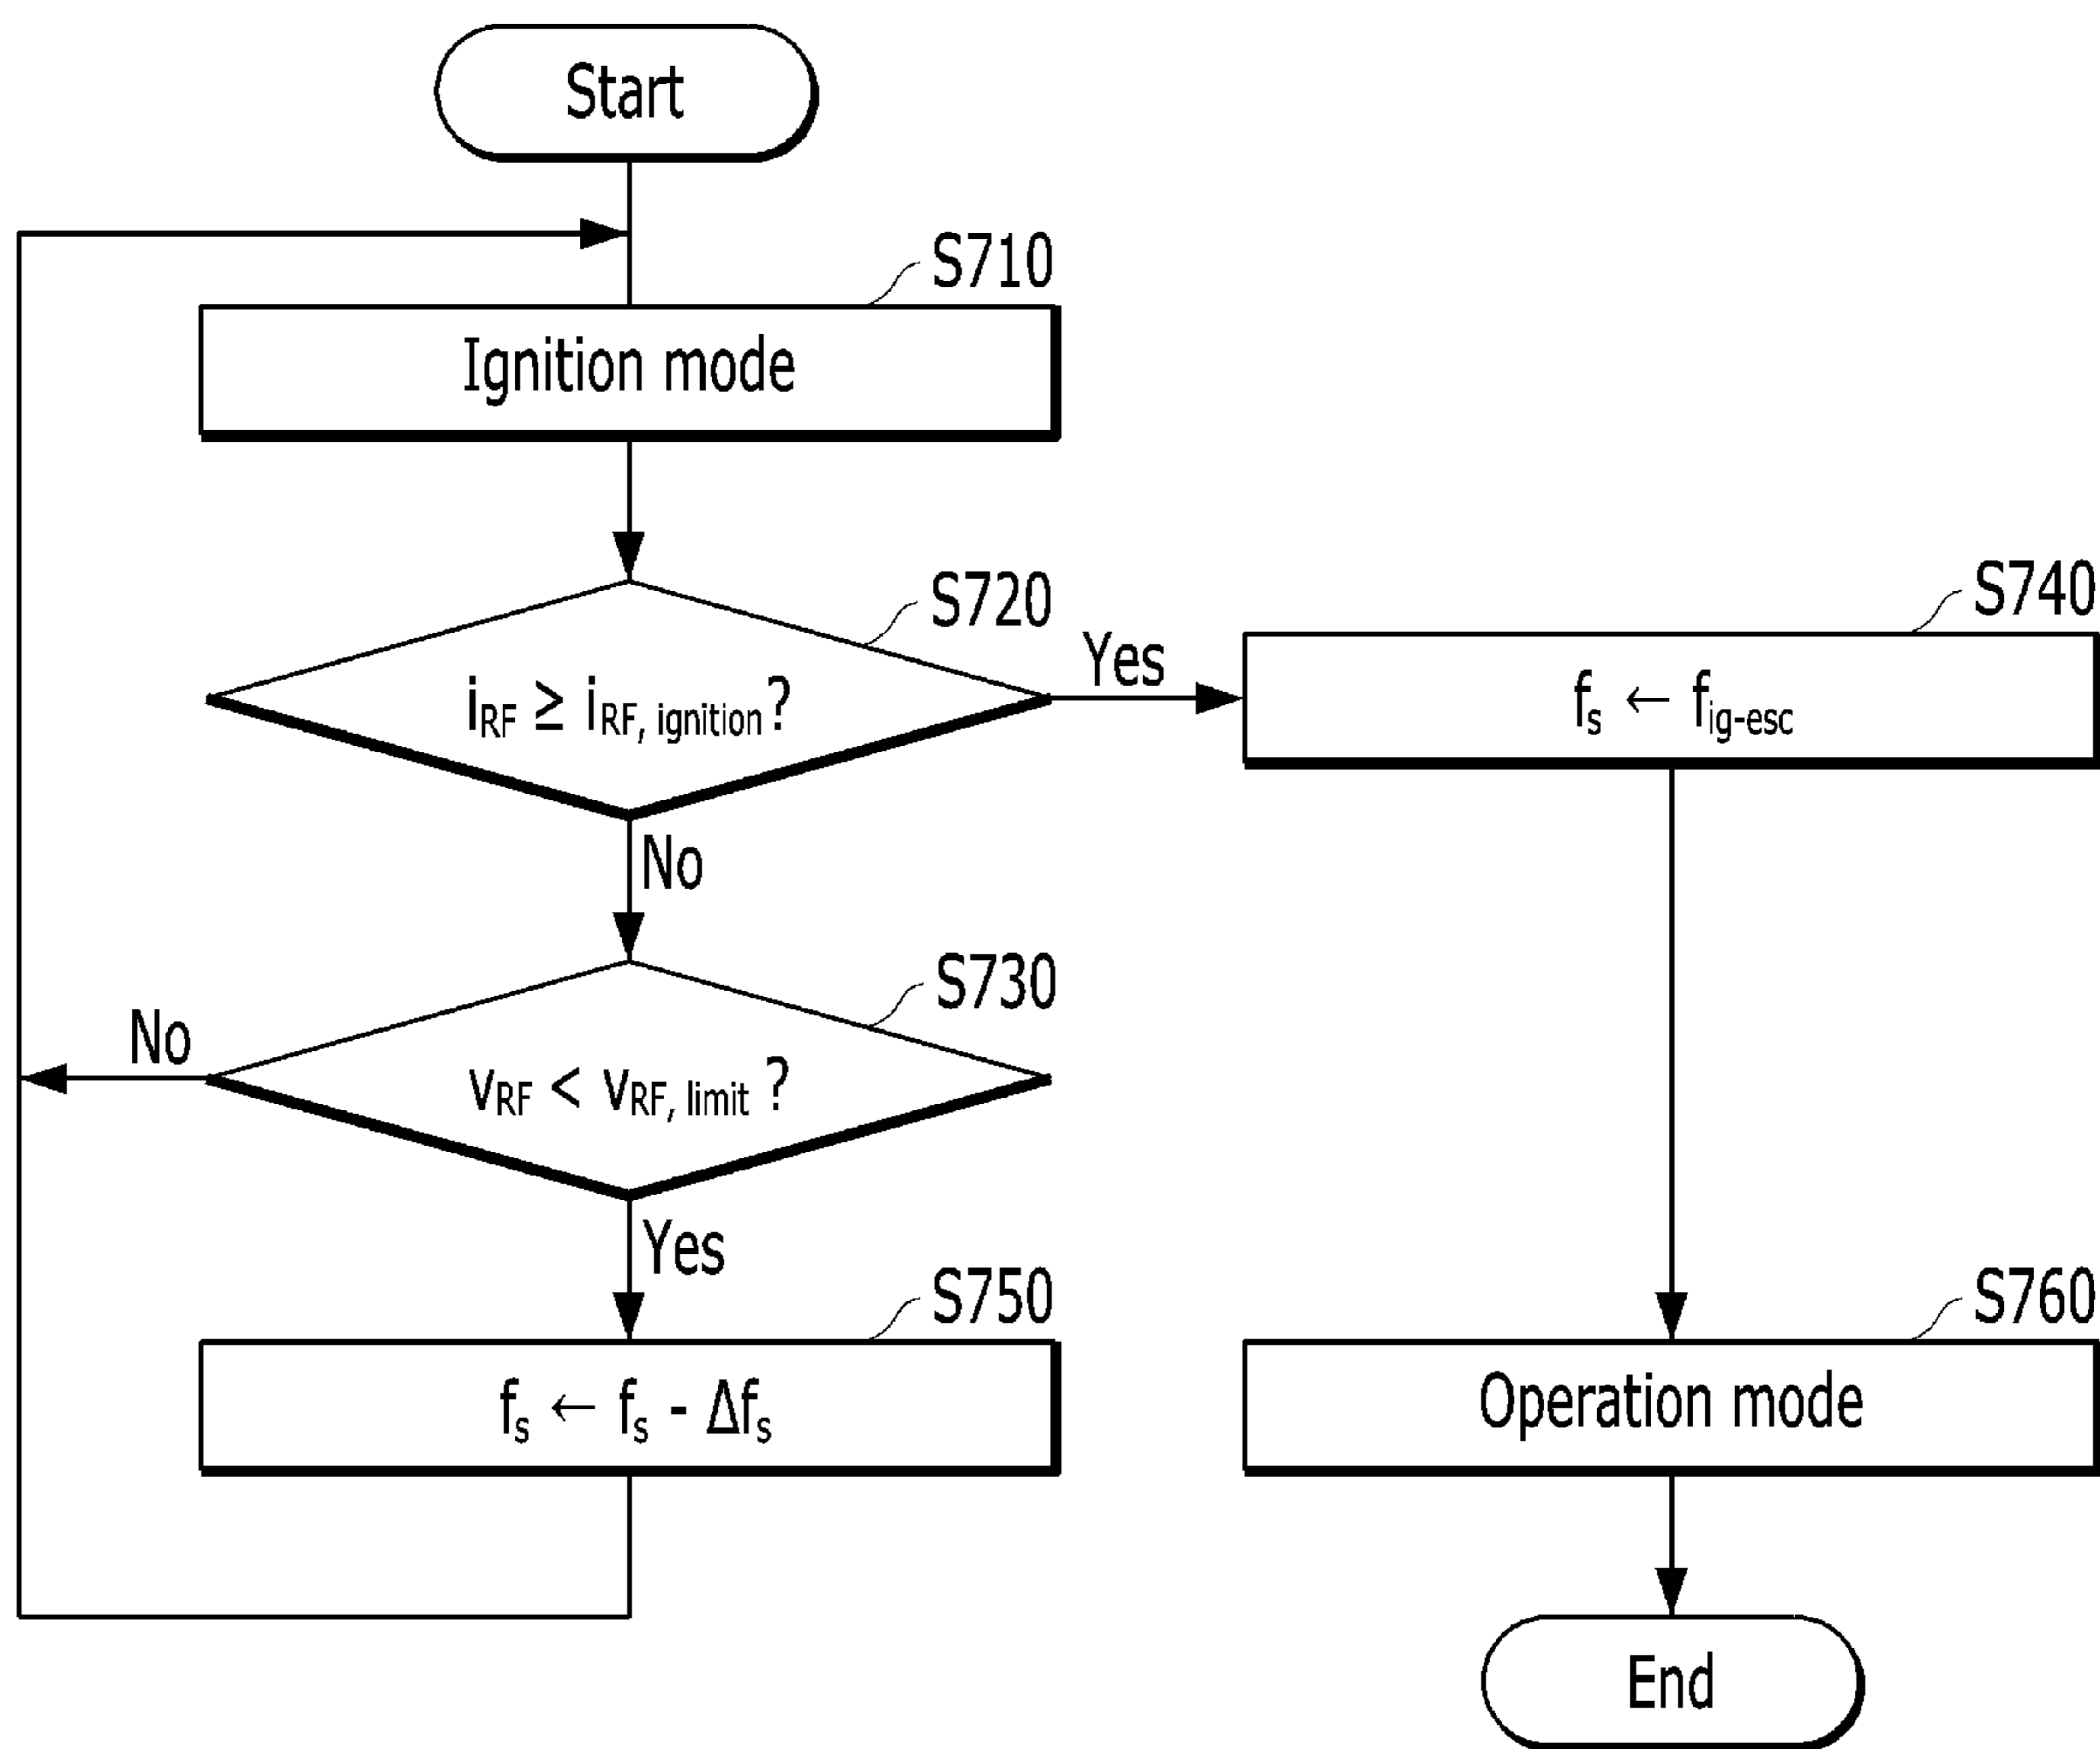 Start
S710
Ignition mode
S720
iRF ≥ iRF, ignition?
Yes
S740
fs ← fig-esc
No
S730
No
vRF < vRF, limit ?
Yes
S750
fs ← fs - Δfs
S760
Operation mode
End